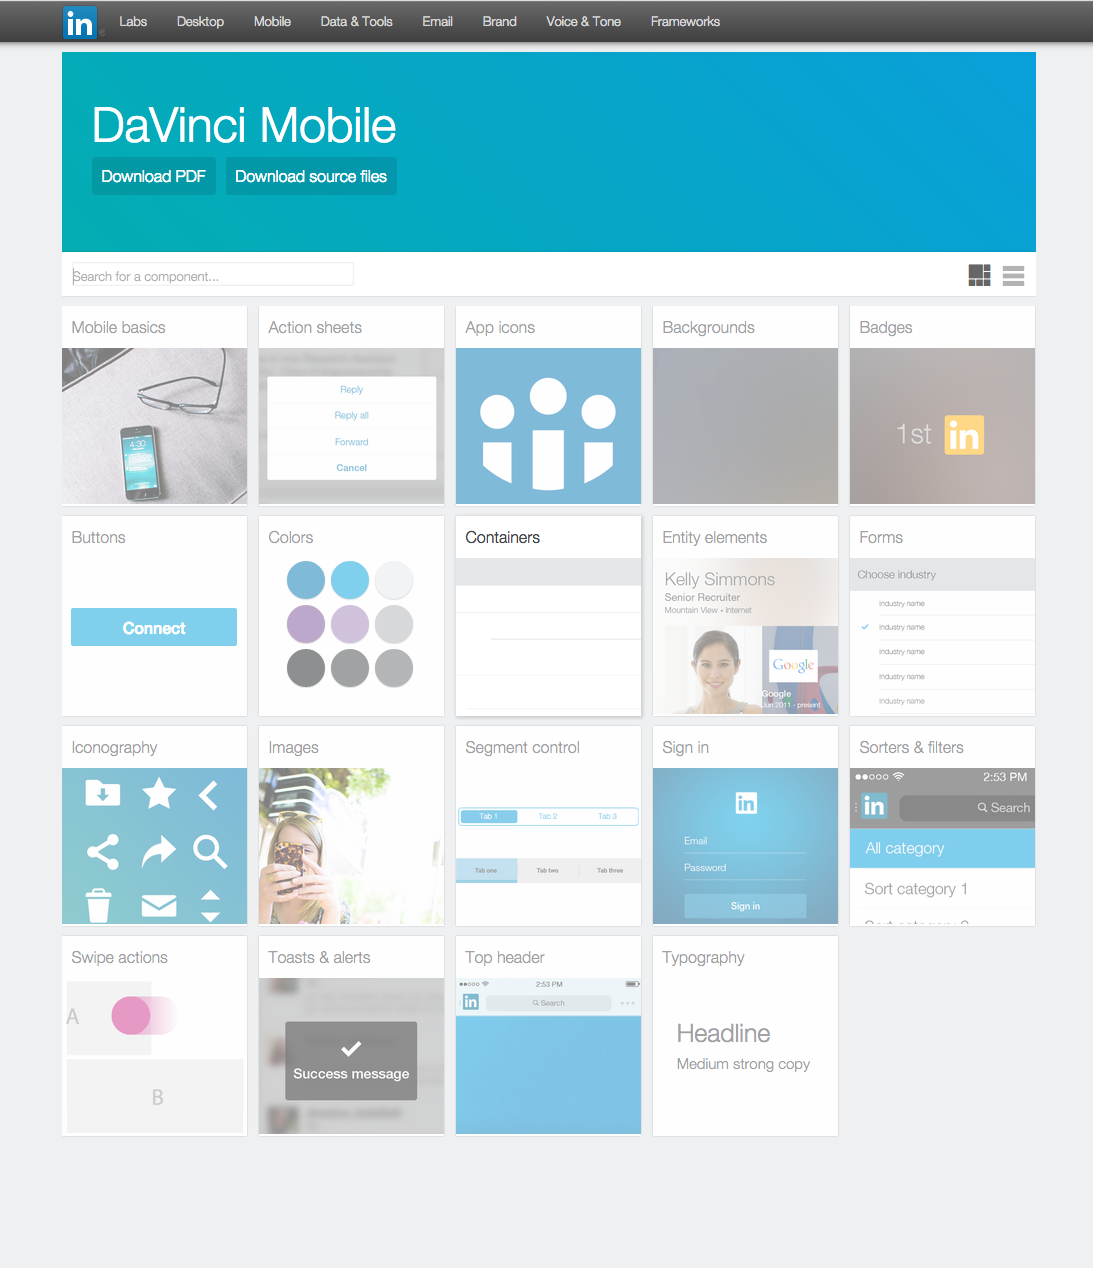 in Labs Desktop Mobile Data & Tools Email Brand Voice & Tone Frameworks
DaVinci Mobile
Download PDF Download source files
Search for a component...
Mobile basics
4:30
Action sheets
Reply
Reply all
Forward
Cancel
App icons
Backgrounds
Badges
1st in
Buttons
Connect
Colors
Containers
Entity elements
Kelly Simmons
Senior Recruiter
Mountain View • Internet
Google
Google
Jun 2011 - present
Forms
Choose industry
Industry name
Industry name
Industry name
Industry name
Industry name
Iconography
Images
Segment control
Tab 1 Tab 2 Tab 3
Tab one Tab two Tab three
Sign in
in
Email
Password
Sign in
Sorters & filters
2:53 PM
in Search
All category
Sort category 1
Swipe actions
A
B
Toasts & alerts
Success message
Top header
2:53 PM
in Search
Typography
Headline
Medium strong copy